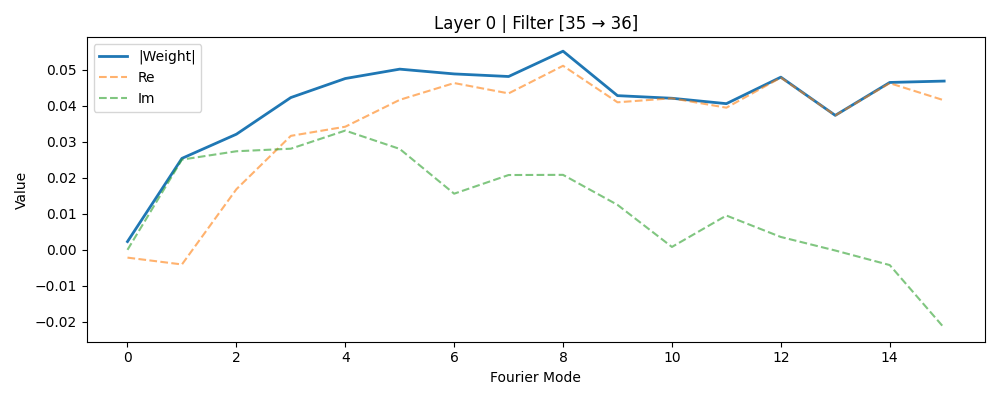 Layer 0 | Filter [35 → 36]
|Weight|
Re
Im
0.05
0.04
0.03
0.02
0.01
0.00
−0.01
−0.02
Value
0 2 4 6 8 10 12 14
Fourier Mode